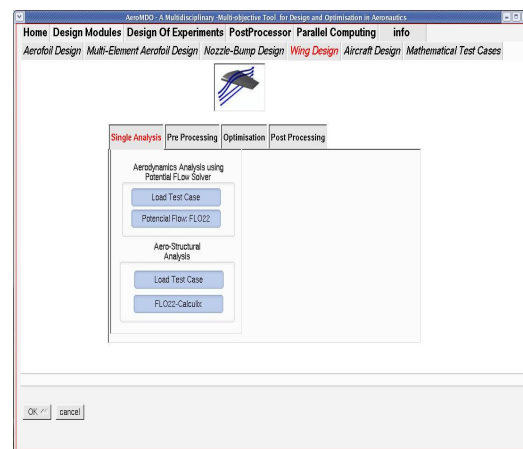 AeroMDO - A Multidisciplinary -Multi-objective Tool for Design and Optimisation in Aeronautics
Home Design Modules Design Of Experiments PostProcessor Parallel Computing info
Aerofoil Design Multi-Element Aerofoil Design Nozzle-Bump Design Wing Design Aircraft Design Mathematical Test Cases
Single Analysis Pre Processing Optimisation Post Processing
Aerodynamics Analysis using
Potential FLow Solver
Load Test Case
Potencial Flow: FLO22
Aero-Structural
Analysis
Load Test Case
FLO22-Calculix
OK cancel